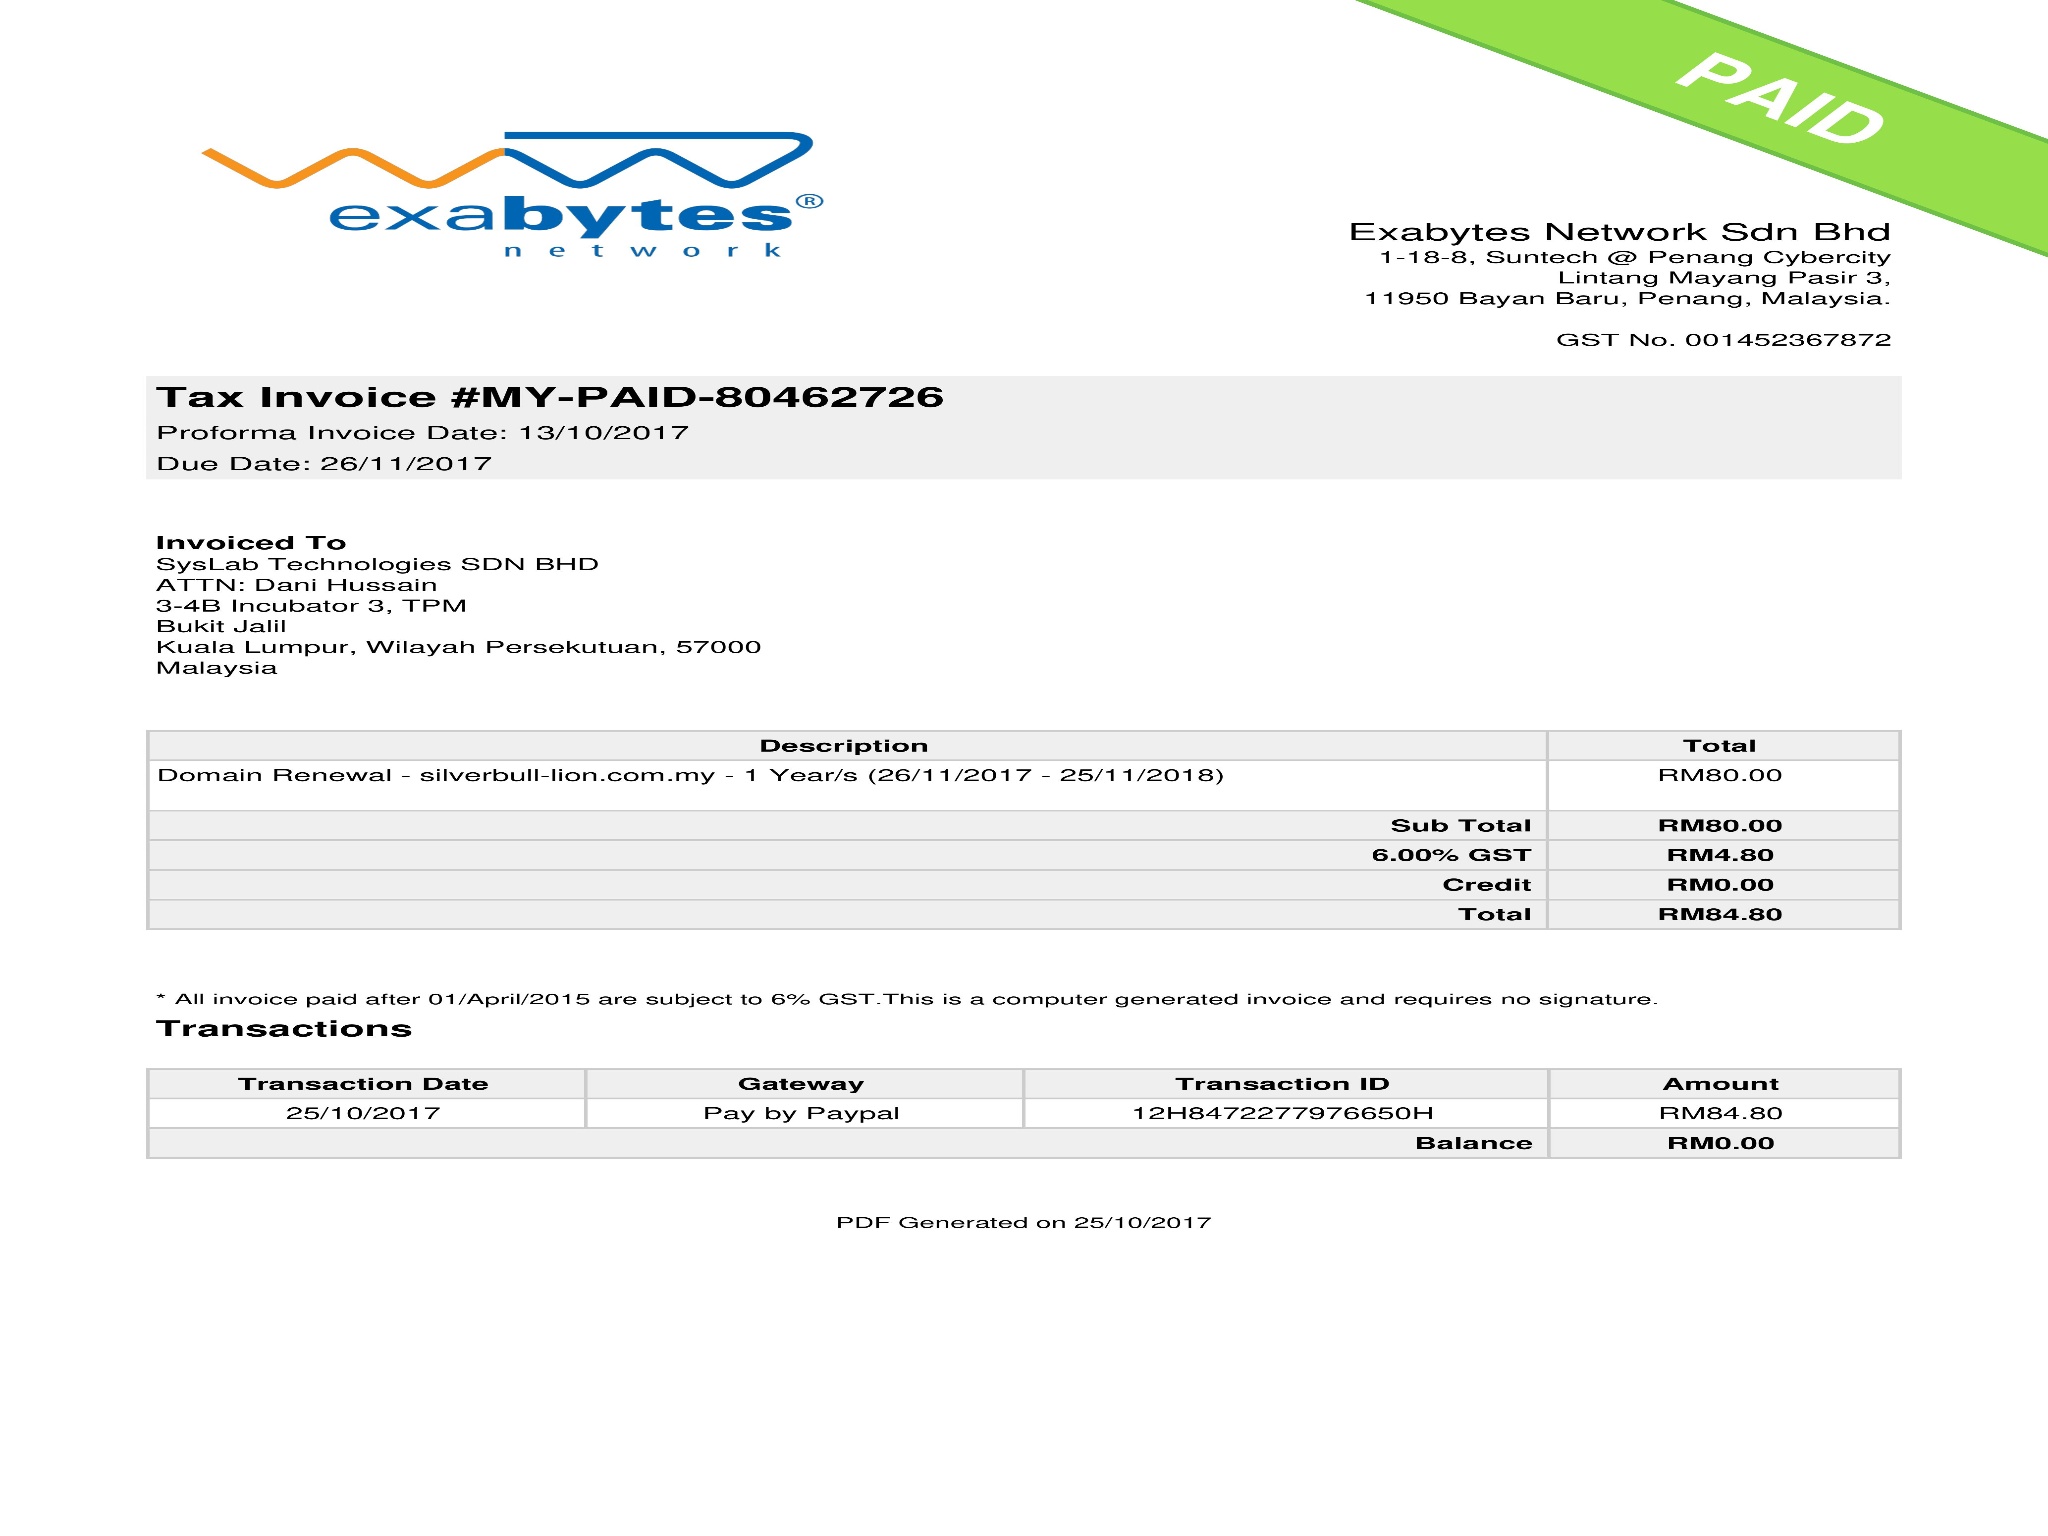 PAID
exabytes®
network
Exabytes Network Sdn Bhd
1-18-8, Suntech @ Penang Cybercity
Lintang Mayang Pasir 3,
11950 Bayan Baru, Penang, Malaysia.
GST No. 001452367872
Tax Invoice #MY-PAID-80462726
Proforma Invoice Date: 13/10/2017
Due Date: 26/11/2017
Invoiced To
SysLab Technologies SDN BHD
ATTN: Dani Hussain
3-4B Incubator 3, TPM
Bukit Jalil
Kuala Lumpur, Wilayah Persekutuan, 57000
Malaysia
Description Total
Domain Renewal - silverbull-lion.com.my - 1 Year/s (26/11/2017 - 25/11/2018) RM80.00
Sub Total RM80.00
6.00% GST RM4.80
Credit RM0.00
Total RM84.80
* All invoice paid after 01/April/2015 are subject to 6% GST.This is a computer generated invoice and requires no signature.
Transactions
Transaction Date Gateway Transaction ID Amount
25/10/2017 Pay by Paypal 12H8472277976650H RM84.80
Balance RM0.00
PDF Generated on 25/10/2017